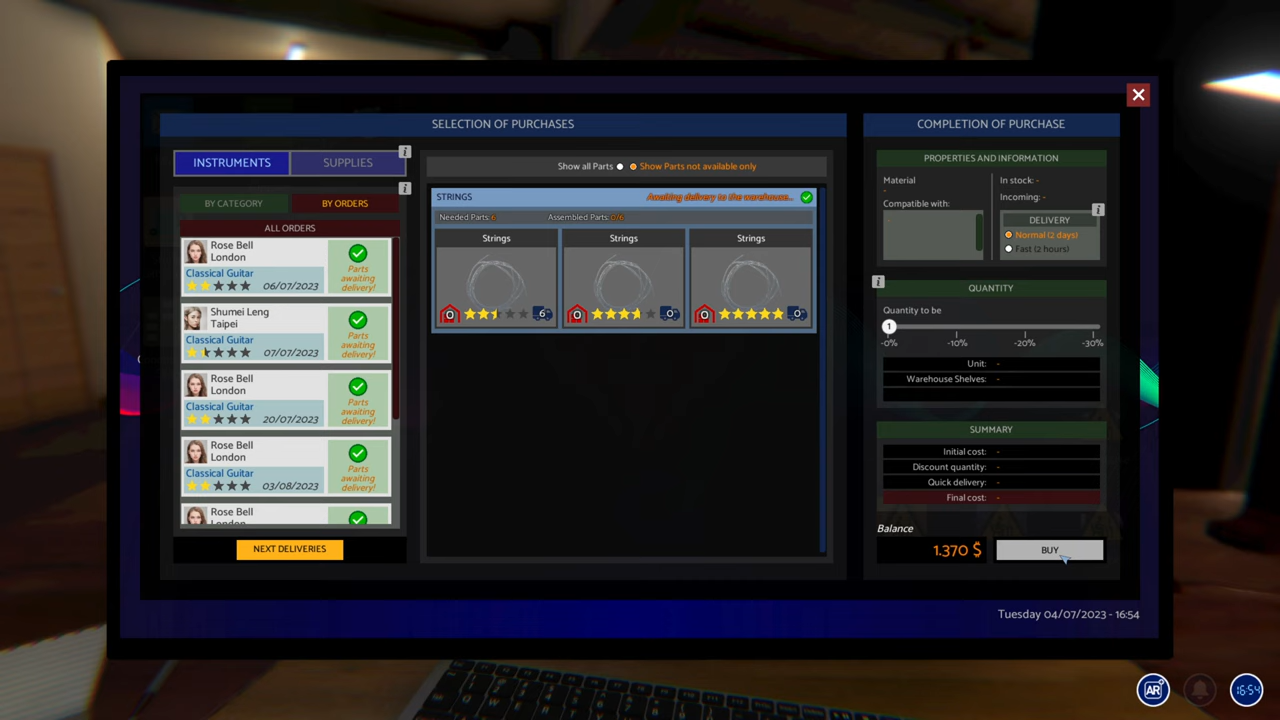 SELECTION OF PURCHASES
INSTRUMENTS
SUPPLIES
i
i
BY CATEGORY
BY ORDERS
ALL ORDERS
Rose Bell
London
Classical Guitar
06/07/2023
Parts
awaiting
delivery!
Shumei Leng
Taipei
Classical Guitar
07/07/2023
Parts
awaiting
delivery!
Rose Bell
London
Classical Guitar
20/07/2023
Parts
awaiting
delivery!
Rose Bell
London
Classical Guitar
03/08/2023
Parts
awaiting
delivery!
Rose Bell
London
NEXT DELIVERIES
Show all Parts
Show Parts not available only
STRINGS
Awaiting delivery to the warehouse...
Needed Parts: 6
Assembled Parts: 0/6
Strings
0
6
Strings
0
0
Strings
0
0
COMPLETION OF PURCHASE
PROPERTIES AND INFORMATION
Material
-
Compatible with:
-
In stock: -
Incoming: -
DELIVERY
i
Normal (2 days)
Fast (2 hours)
i
QUANTITY
Quantity to be
1
-0% -10% -20% -30%
Unit: -
Warehouse Shelves: -
SUMMARY
Initial cost: -
Discount quantity: -
Quick delivery: -
Final cost: -
Balance
1.370 $
BUY
Tuesday 04/07/2023 - 16:54
AR
16:54